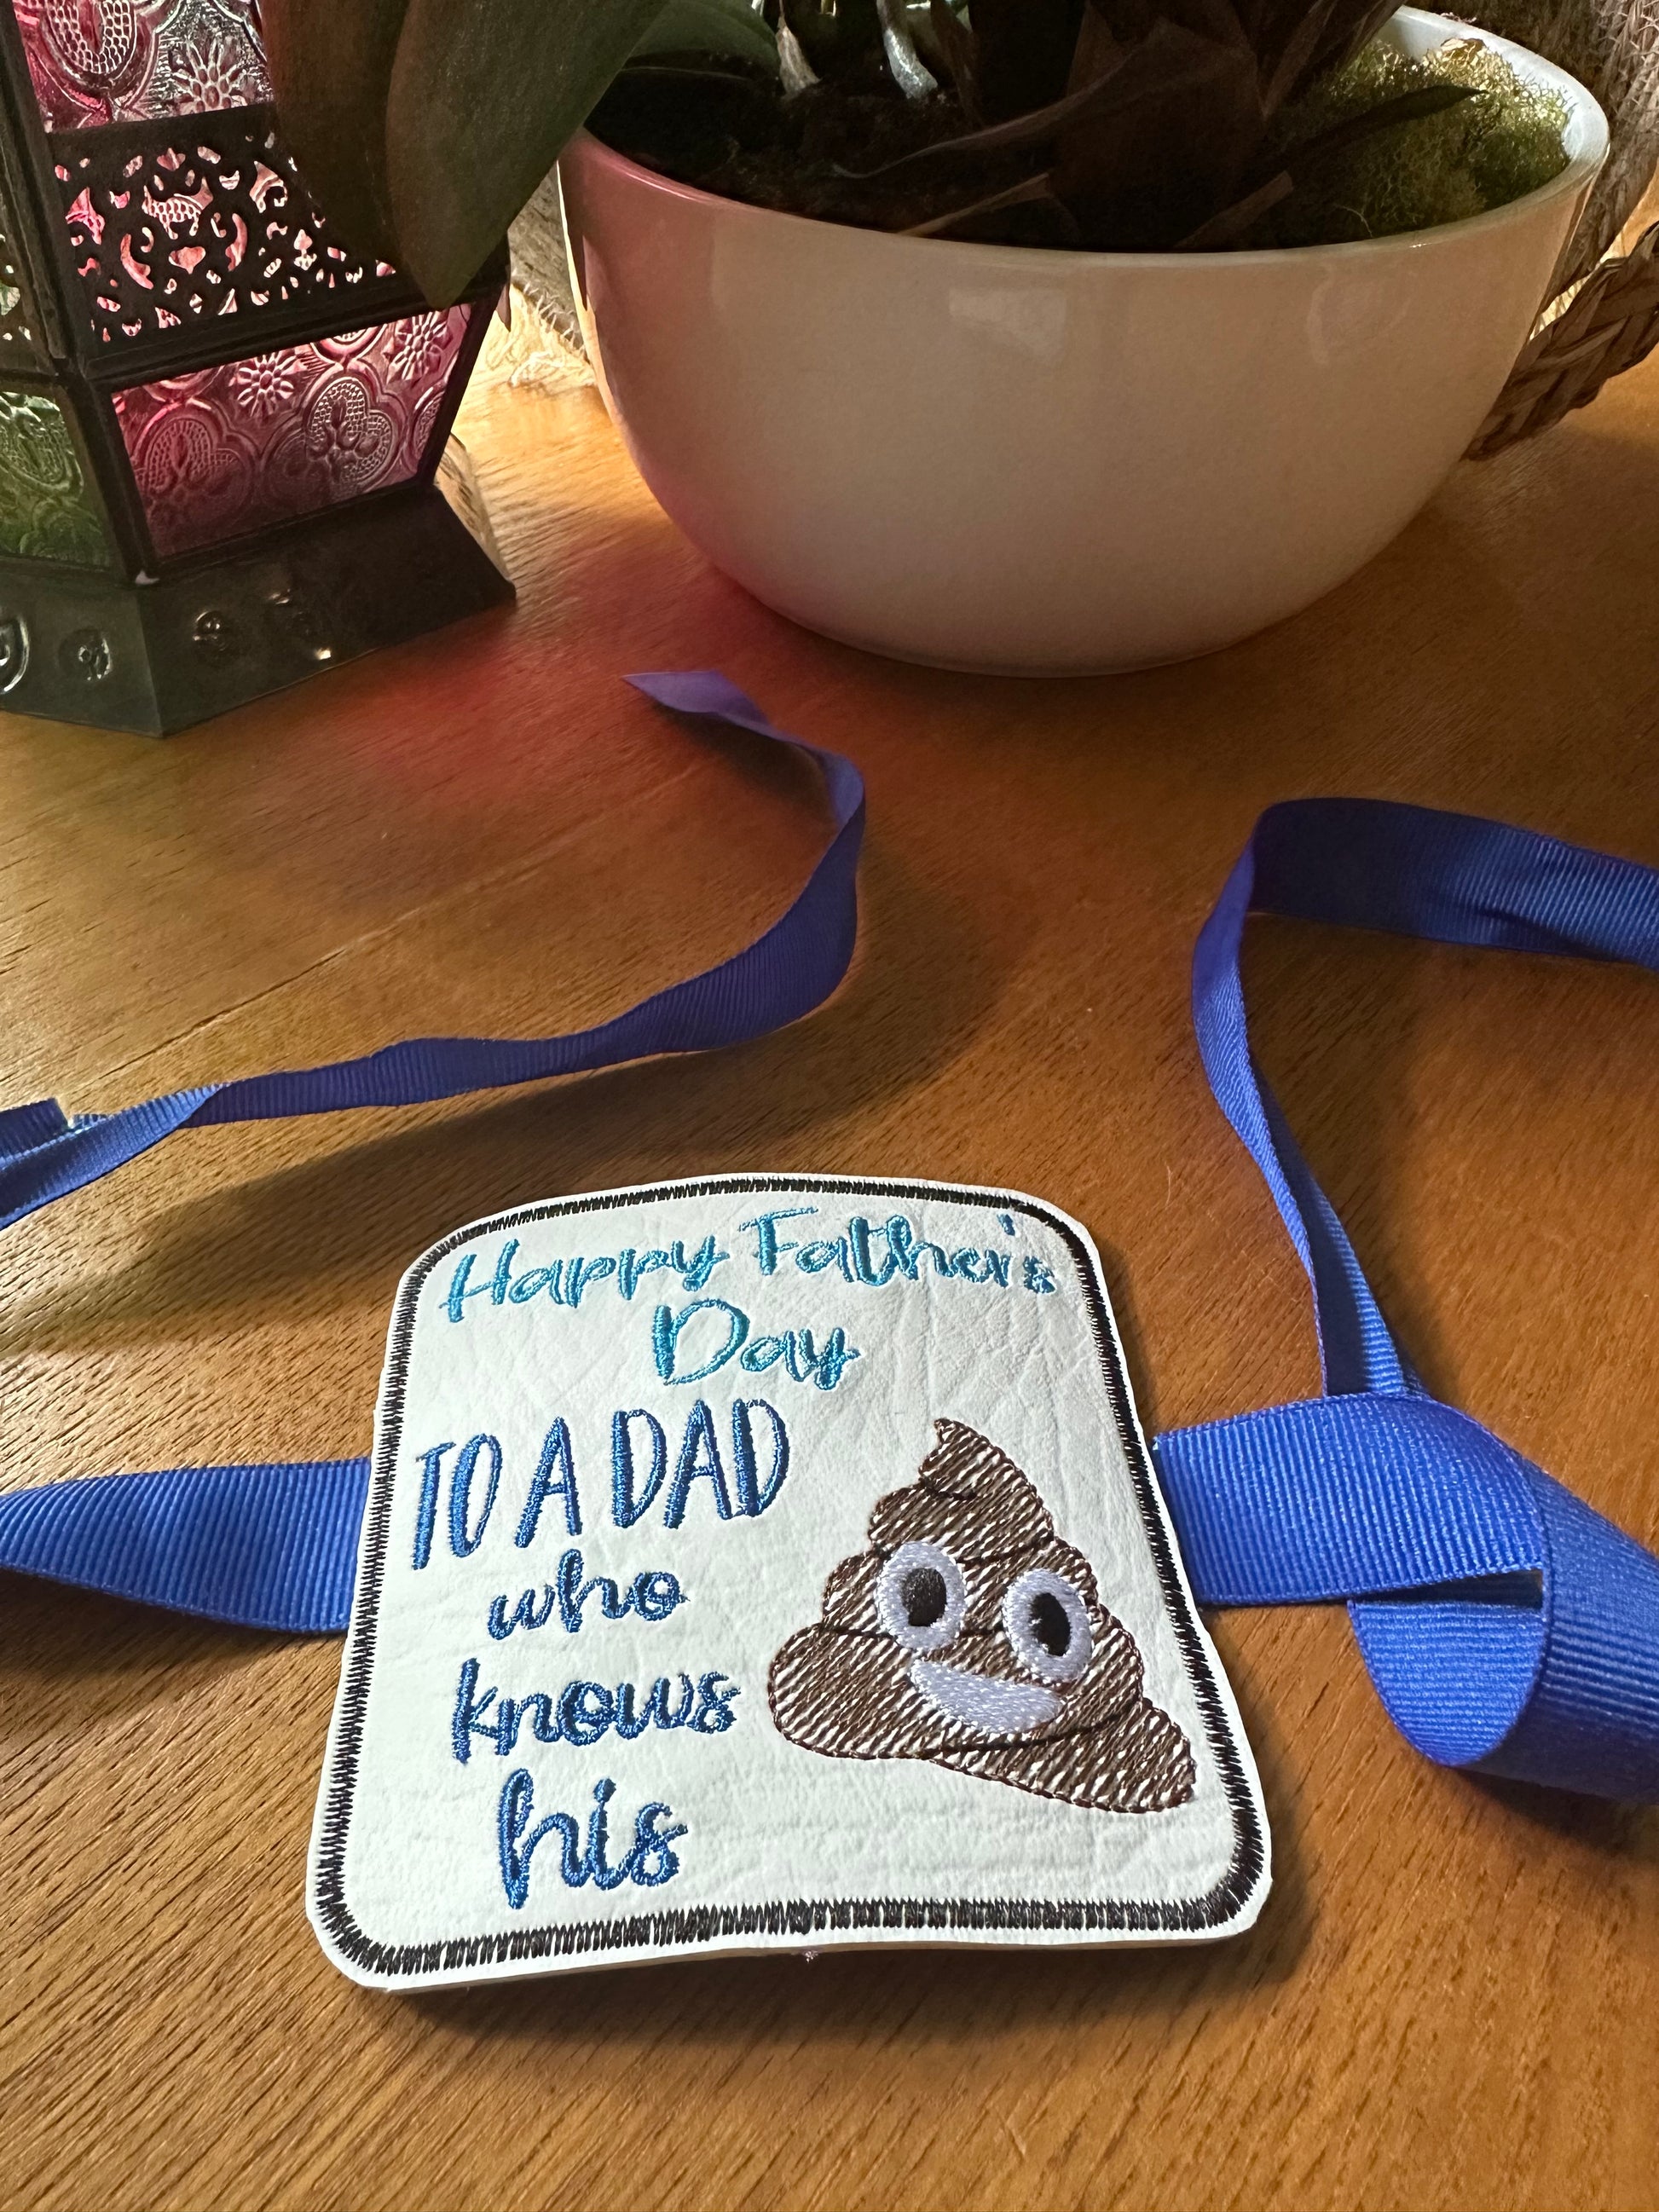 Happy Father's
Day
TO A DAD
who
knows
his